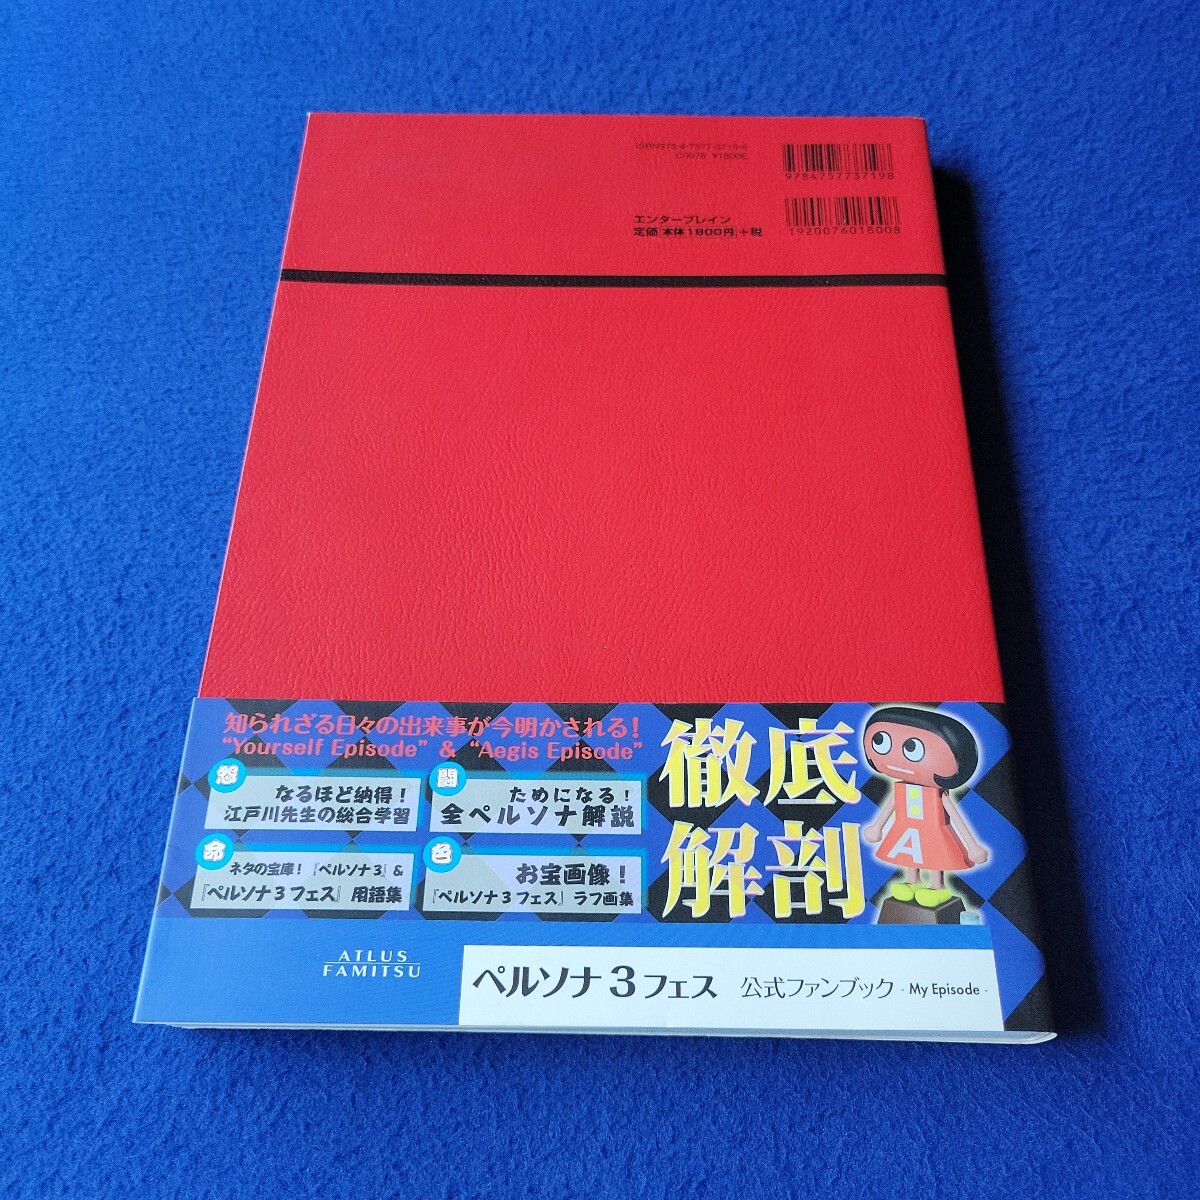 ISBN978-4-7577-3719-8
C0076 ¥1800E
9784757737198
エンターブレイン
定価[本体1800円]+税
1920076018008
知られざる日々の出来事が今明かされる!
“Yourself Episode” & “Aegis Episode”
なるほど納得!
江戸川先生の総合学習
闘
ためになる!
全ペルソナ解説
命
ネタの宝庫!『ペルソナ3』&
『ペルソナ3 フェス』用語集
色
お宝画像!
『ペルソナ3 フェス』ラフ画集
徹底
解剖
A
ATLUS
FAMITSU
ペルソナ3フェス 公式ファンブック - My Episode -